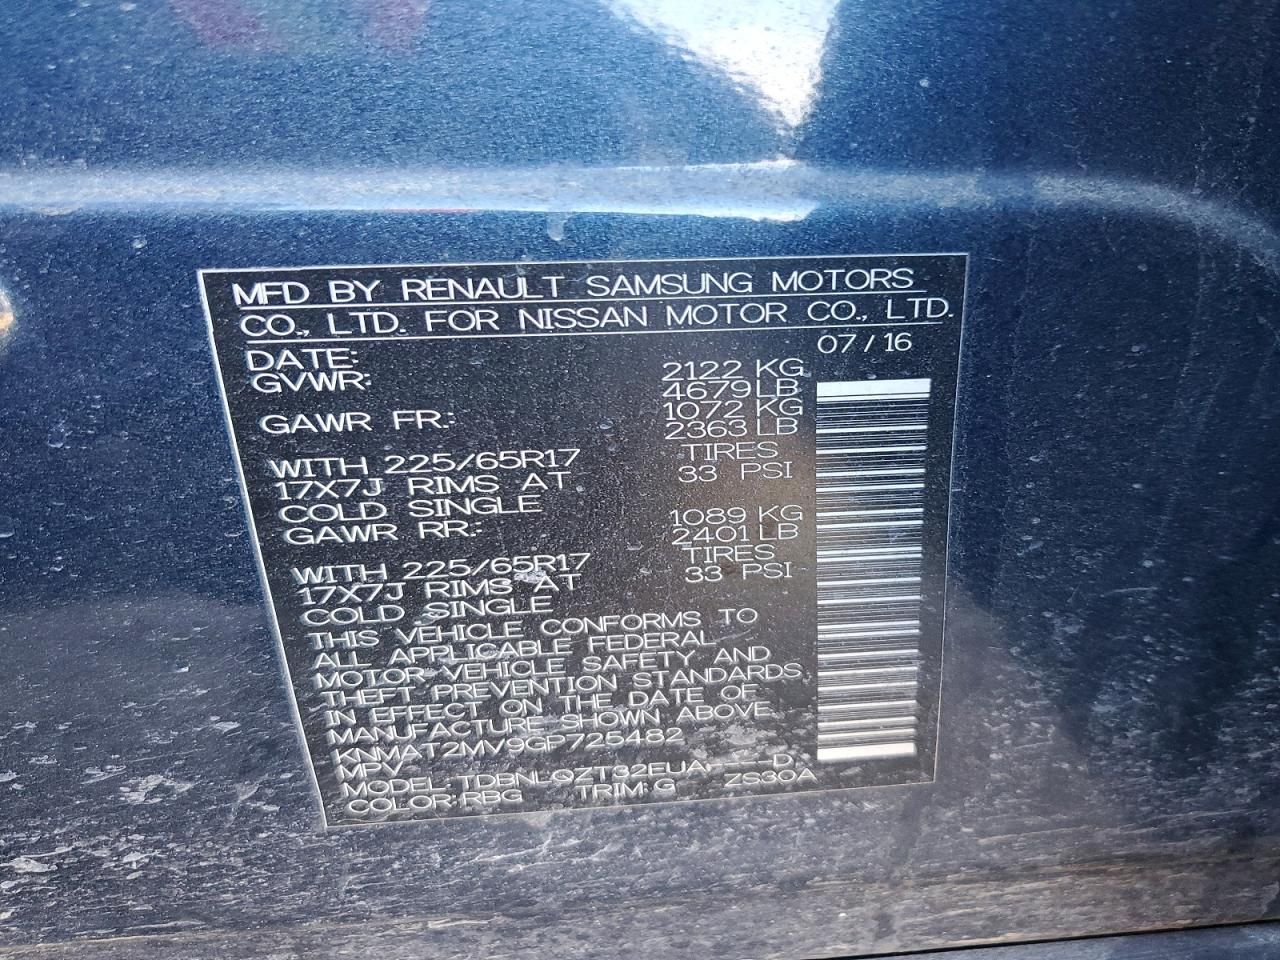 MFD BY RENAULT SAMSUNG MOTORS
CO., LTD. FOR NISSAN MOTOR CO., LTD.
DATE: 07/16
GVWR: 2122 KG
4679 LB
GAWR FR.: 1072 KG
2363 LB
WITH 225/65R17 TIRES
17X7J RIMS AT 33 PSI
COLD SINGLE
GAWR RR.: 1089 KG
2401 LB
WITH 225/65R17 TIRES
17X7J RIMS AT 33 PSI
COLD SINGLE
THIS VEHICLE CONFORMS TO
ALL APPLICABLE FEDERAL
MOTOR VEHICLE SAFETY AND
THEFT PREVENTION STANDARDS
IN EFFECT ON THE DATE OF
MANUFACTURE SHOWN ABOVE
KNMAT2MV9GP725482
MPV
MODEL: TDBNLQZT32EUA----D
COLOR: RBG TRIM: G ZS30A